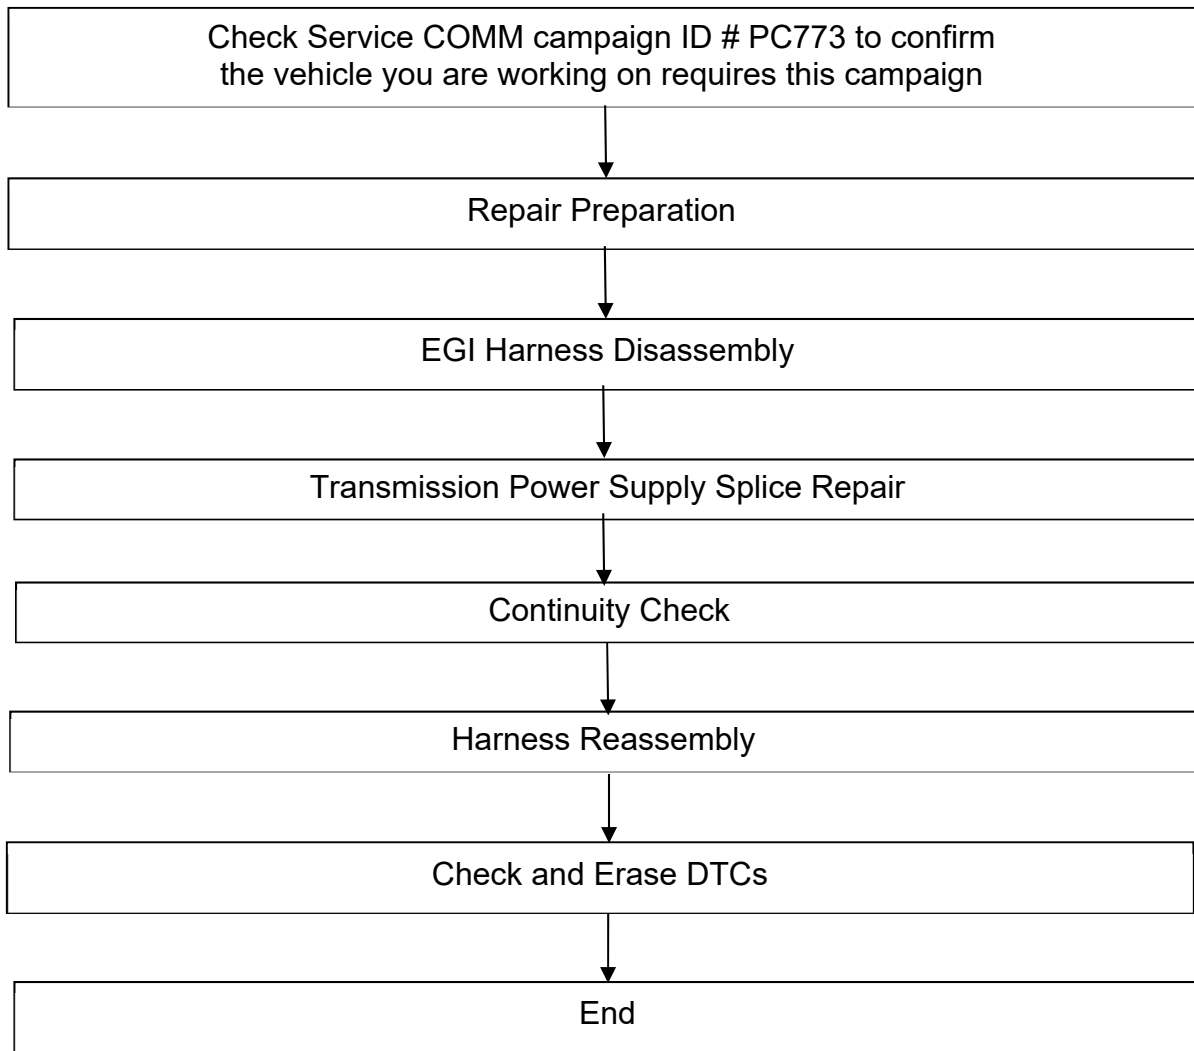 Check Service COMM campaign ID # PC773 to confirm
the vehicle you are working on requires this campaign
Repair Preparation
EGI Harness Disassembly
Transmission Power Supply Splice Repair
Continuity Check
Harness Reassembly
Check and Erase DTCs
End